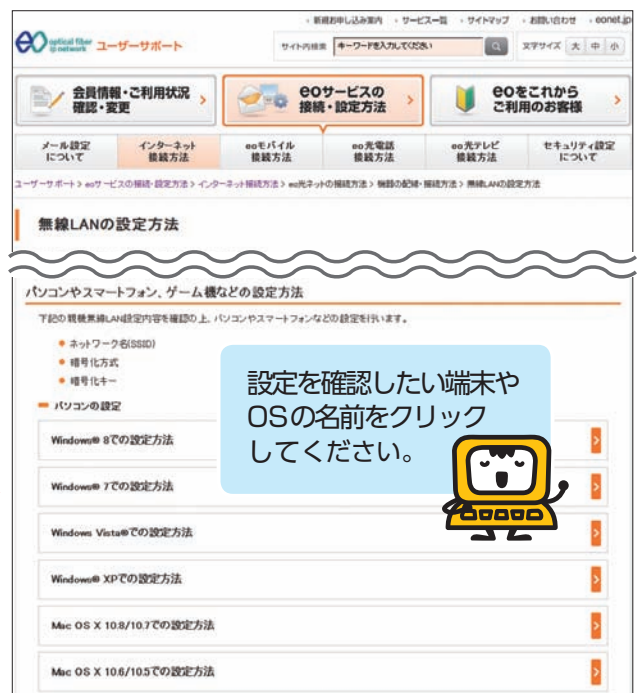 新規お申し込み案内 サービス一覧 サイトマップ お問い合わせ eonet.jp
eo optical fiber ip network ユーザーサポート
サイト内検索 キーワードを入力してください 文字サイズ 大 中 小
会員情報・ご利用状況
確認・変更
eoサービスの
接続・設定方法
eoをこれから
ご利用のお客様
メール設定
について
インターネット
接続方法
eoモバイル
接続方法
eo光電話
接続方法
eo光テレビ
接続方法
セキュリティ設定
について
ユーザーサポート > eoサービスの接続・設定方法 > インターネット接続方法 > eo光ネットの接続方法 > 機器の配線・接続方法 > 無線LANの設定方法
無線LANの設定方法
パソコンやスマートフォン、ゲーム機などの設定方法
下記の親機無線LAN設定内容を確認の上、パソコンやスマートフォンなどの設定を行います。
ネットワーク名(SSID)
暗号化方式
暗号化キー
設定を確認したい端末や
OSの名前をクリック
してください。
パソコンの設定
Windows® 8での設定方法
Windows® 7での設定方法
Windows Vista®での設定方法
Windows® XPでの設定方法
Mac OS X 10.8/10.7での設定方法
Mac OS X 10.6/10.5での設定方法